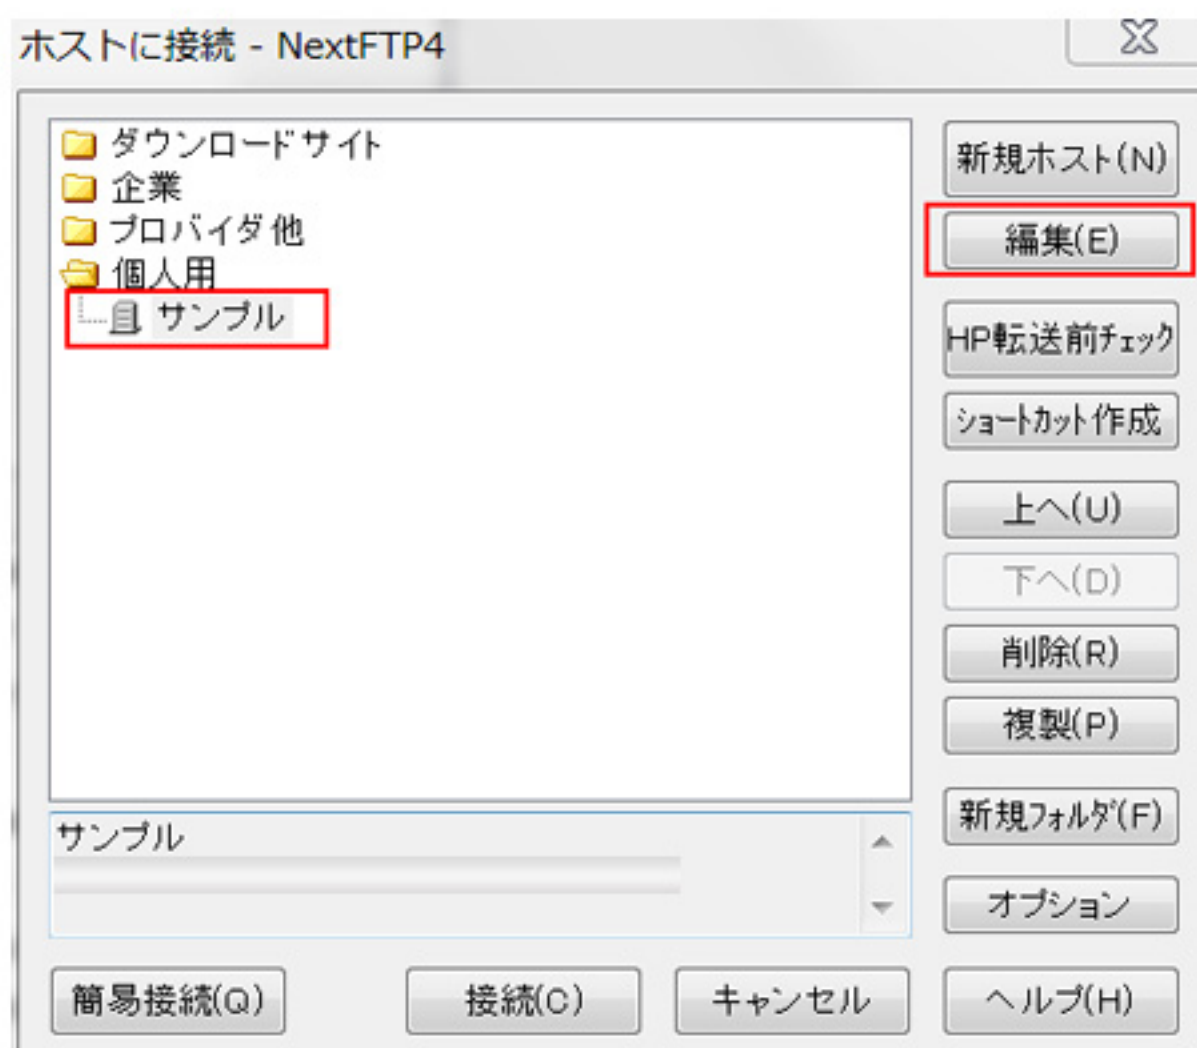 ホストに接続 - NextFTP4
ダウンロードサイト
企業
プロバイダ他
個人用
サンプル
サンプル
新規ホスト(N)
編集(E)
HP転送前チェック
ショートカット作成
上へ(U)
下へ(D)
削除(R)
複製(P)
新規フォルダ(F)
オプション
簡易接続(Q)
接続(C)
キャンセル
ヘルプ(H)